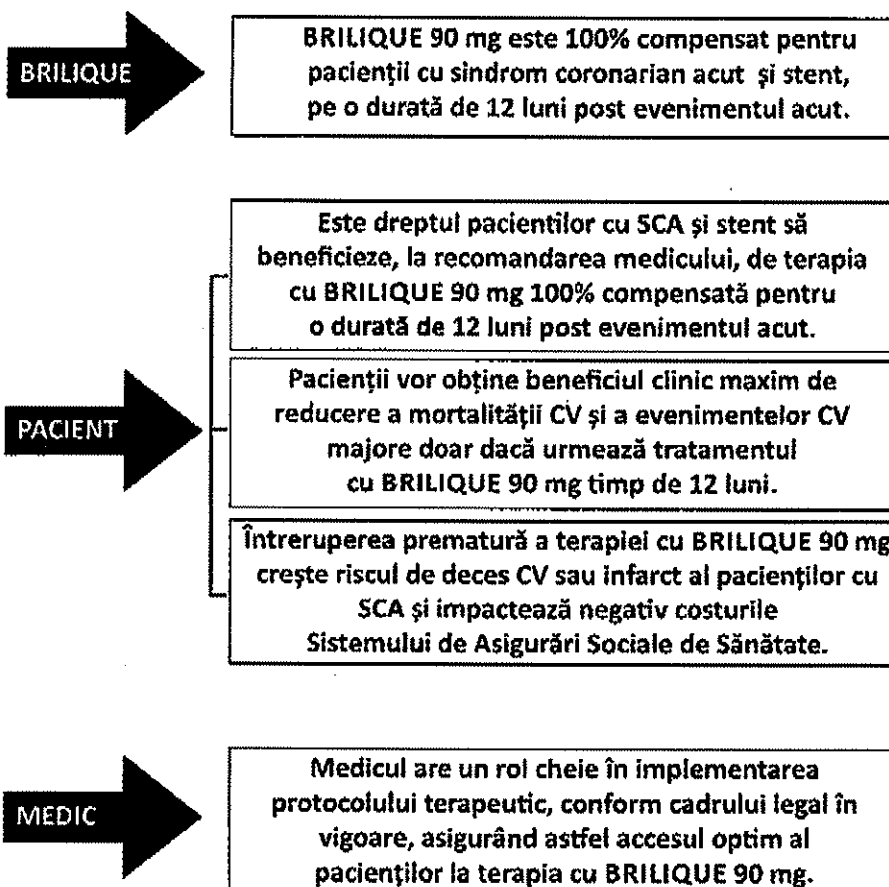 BRILIQUE
BRILIQUE 90 mg este 100% compensat pentru
pacienții cu sindrom coronarian acut și stent,
pe o durată de 12 luni post evenimentul acut.
Este dreptul pacientilor cu SCA și stent să
beneficieze, la recomandarea medicului, de terapia
cu BRILIQUE 90 mg 100% compensată pentru
o durată de 12 luni post evenimentul acut.
PACIENT
Pacienții vor obține beneficiul clinic maxim de
reducere a mortalității CV și a evenimentelor CV
majore doar dacă urmează tratamentul
cu BRILIQUE 90 mg timp de 12 luni.
Întreruperea prematură a terapiei cu BRILIQUE 90 mg
crește riscul de deces CV sau infarct al pacienților cu
SCA și impactează negativ costurile
Sistemului de Asigurări Sociale de Sănătate.
MEDIC
Medicul are un rol cheie în implementarea
protocolului terapeutic, conform cadrului legal în
vigoare, asigurând astfel accesul optim al
pacienților la terapia cu BRILIQUE 90 mg.